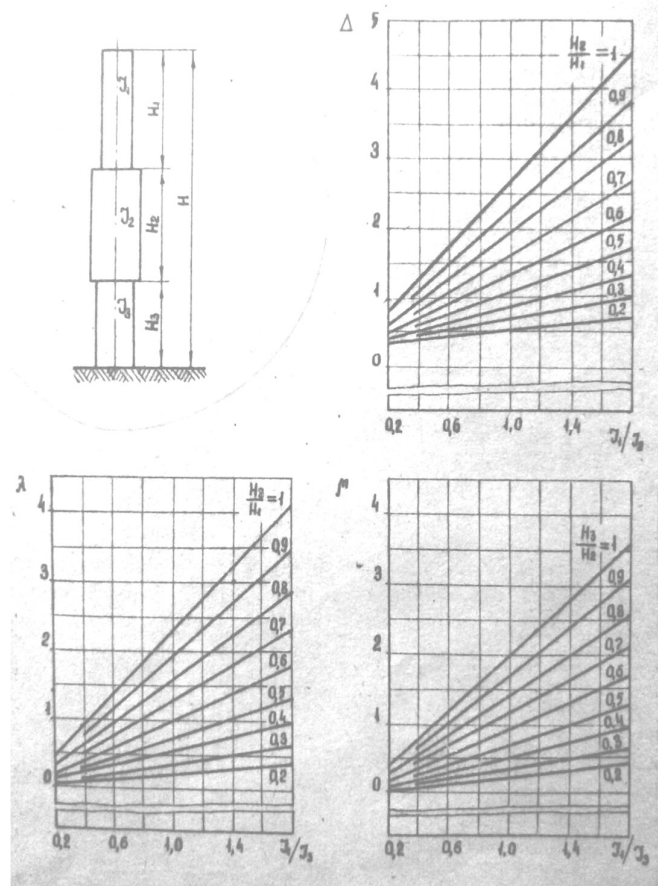 J₁
H₁
J₂
H₂
H
J₃
H₃
Δ
5
4
3
2
1
0
H₂/H₁ = 1
0,9
0,8
0,7
0,6
0,5
0,4
0,3
0,2
0,2 0,6 1,0 1,4 J₁/J₂
λ
4
3
2
1
0
H₂/H₁ = 1
0,9
0,8
0,7
0,6
0,5
0,4
0,3
0,2
0,2 0,6 1,0 1,4 J₁/J₃
μ
4
3
2
1
0
H₃/H₂ = 1
0,9
0,8
0,7
0,6
0,5
0,4
0,3
0,2
0,2 0,6 1,0 1,4 J₁/J₃